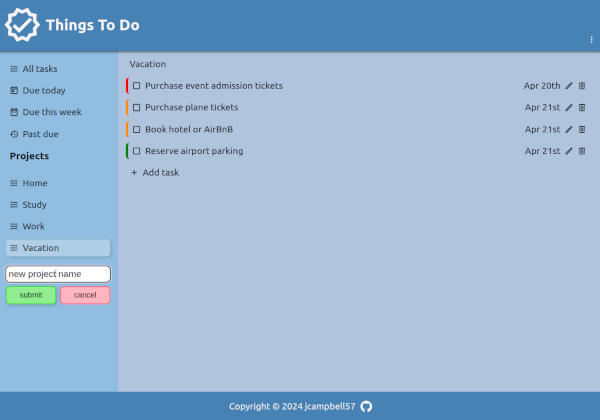 Things To Do
All tasks
Due today
Due this week
Past due
Projects
Home
Study
Work
Vacation
new project name
submit cancel
Vacation
Purchase event admission tickets Apr 20th
Purchase plane tickets Apr 21st
Book hotel or AirBnB Apr 21st
Reserve airport parking Apr 21st
+ Add task
Copyright © 2024 jcampbell57